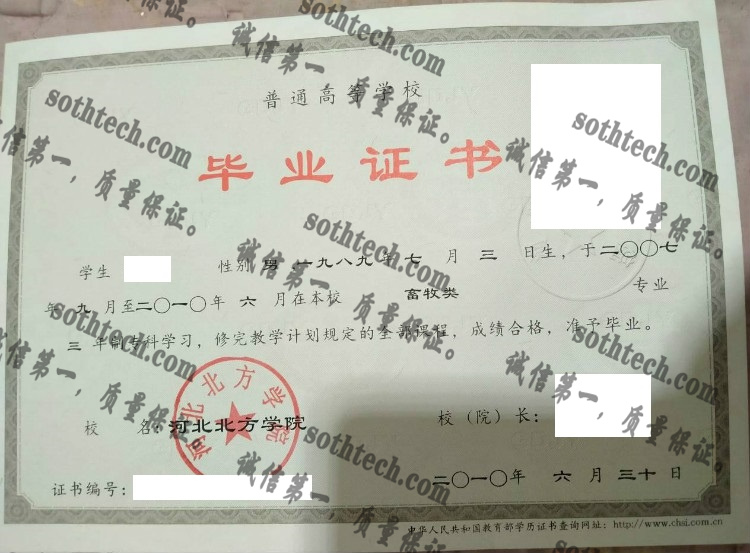 普通高等学校
毕业证书
学生 性别 男，一九八九年 七 月 三 日生，于二〇〇七
年 九 月至二〇一〇年 六 月在本校 畜牧类 专业
三 年制专科学习，修完教学计划规定的全部课程，成绩合格，准予毕业。
校 名：河北北方学院
校（院）长：
河北北方学院
证书编号：
二〇一〇年 六 月 三十 日
中华人民共和国教育部学历证书查询网址：http://www.chsi.com.cn
sothtech.com
诚信第一，质量保证。